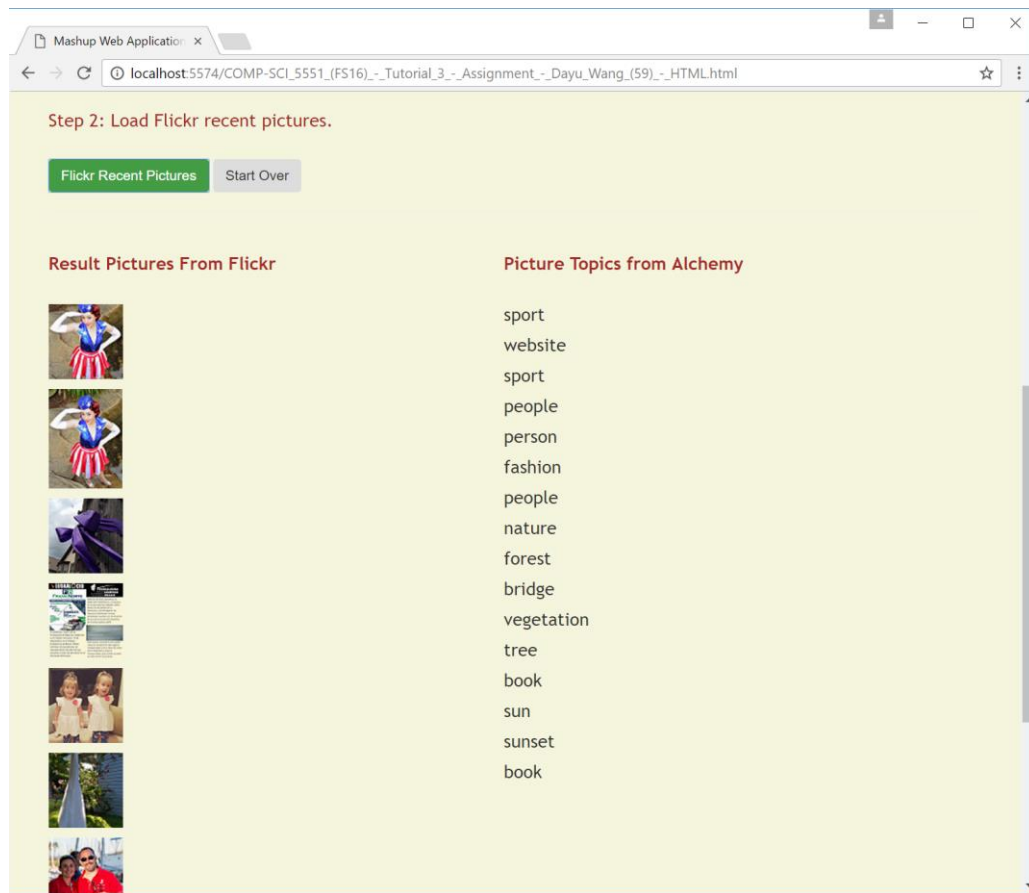 Mashup Web Application
localhost:5574/COMP-SCI_5551_(FS16)_-_Tutorial_3_-_Assignment_-_Dayu_Wang_(59)_-_HTML.html
Step 2: Load Flickr recent pictures.
Flickr Recent Pictures
Start Over
Result Pictures From Flickr
Picture Topics from Alchemy
sport
website
sport
people
person
fashion
people
nature
forest
bridge
vegetation
tree
book
sun
sunset
book